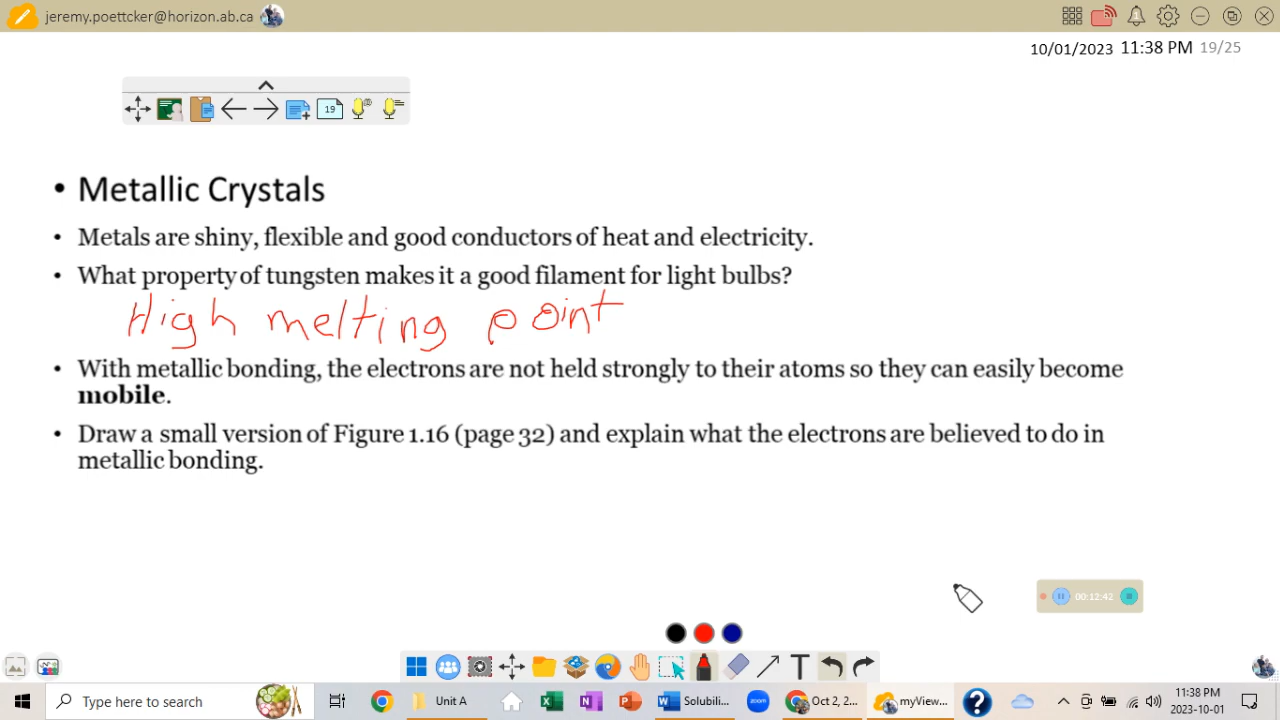 jeremy.poettcker@horizon.ab.ca
10/01/2023 11:38 PM 19/25
19
• Metallic Crystals
• Metals are shiny, flexible and good conductors of heat and electricity.
• What property of tungsten makes it a good filament for light bulbs?
High melting point
• With metallic bonding, the electrons are not held strongly to their atoms so they can easily become
mobile.
• Draw a small version of Figure 1.16 (page 32) and explain what the electrons are believed to do in
metallic bonding.
00:12:42
Type here to search
Unit A
Solubili...
zoom
Oct 2, 2...
myView...
11:38 PM
2023-10-01